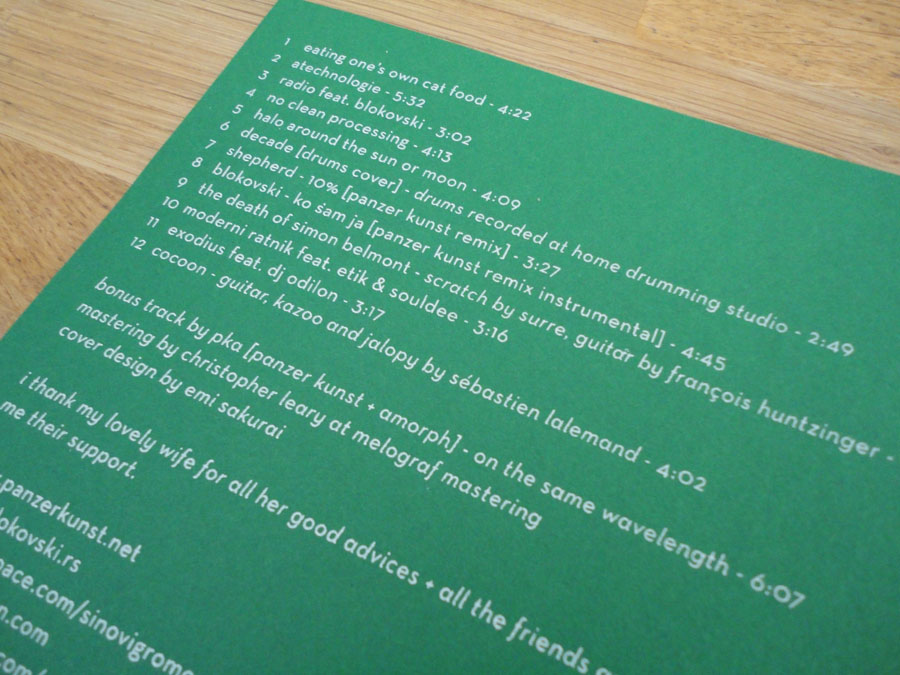 1 eating one's own cat food - 4:22
2 atechnologie - 5:32
3 radio feat. blokovski - 3:02
4 no clean processing - 4:13
5 halo around the sun or moon - 4:09
6 decade [drums cover] - drums recorded at home drumming studio - 2:49
7 shepherd - 10% [panzer kunst remix] - 3:27
8 blokovski - ko sam ja [panzer kunst remix instrumental] - 4:45
9 the death of simon belmont - scratch by surre, guitar by françois huntzinger -
10 moderni ratnik feat. etik & souldee - 3:16
11 exodius feat. dj odilon - 3:17
12 cocoon - guitar, kazoo and jalopy by sébastien lalemand - 4:02
bonus track by pka [panzer kunst + amorph] - on the same wavelength - 6:07
mastering by christopher leary at melograf mastering
cover design by emi sakurai
i thank my lovely wife for all her good advices + all the friends
me their support.
.panzerkunst.net
lokovski.rs
pace.com/sinovigrome
n.com
.com/